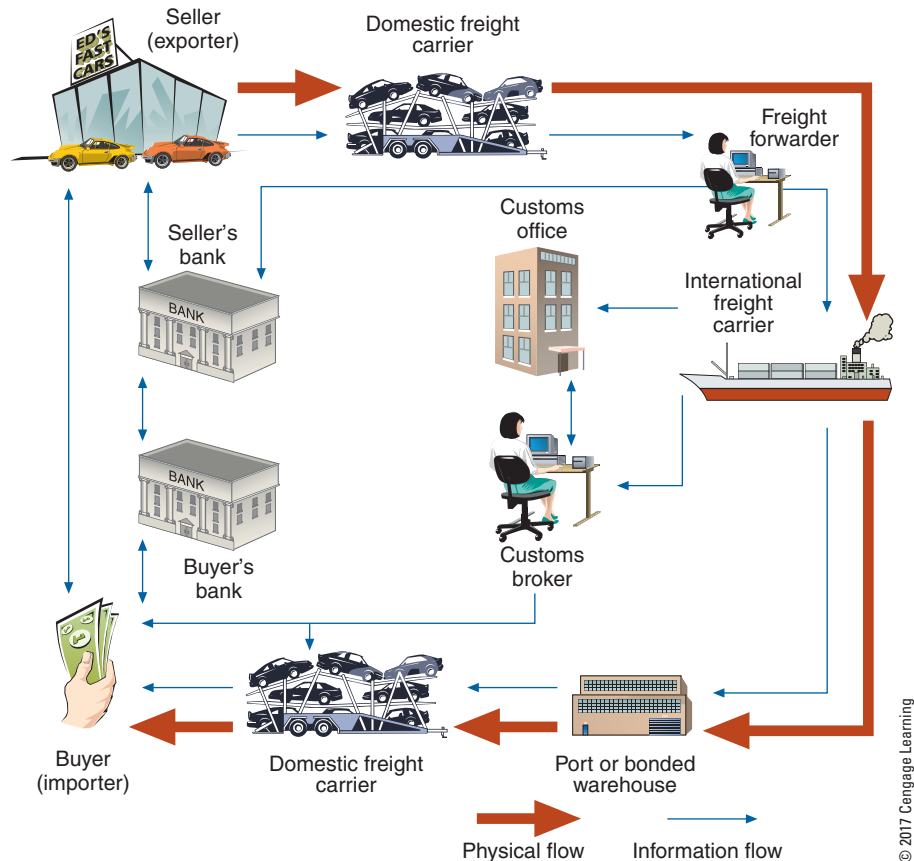 Seller
(exporter)
ED'S
FAST
CARS
Domestic freight
carrier
Freight
forwarder
Seller's
bank
BANK
Customs
office
International
freight
carrier
BANK
Buyer's
bank
Customs
broker
Buyer
(importer)
Domestic freight
carrier
Port or bonded
warehouse
Physical flow
Information flow
© 2017 Cengage Learning